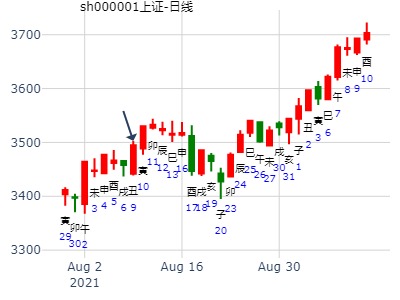 sh000001上证-日线
3700
3600
3500
3400
3300
寅
29
卯
30
午
2
未
3
申
4
酉
5
戌
6
丑
9
寅
10
卯
11
辰
12
巳
13
申
16
酉
17
戌
18
亥
19
子
20
卯
23
辰
24
巳
25
午
26
未
27
戌
30
亥
31
子
1
丑
2
寅
3
巳
6
午
7
未
8
申
9
酉
10
Aug 2
2021
Aug 16
Aug 30